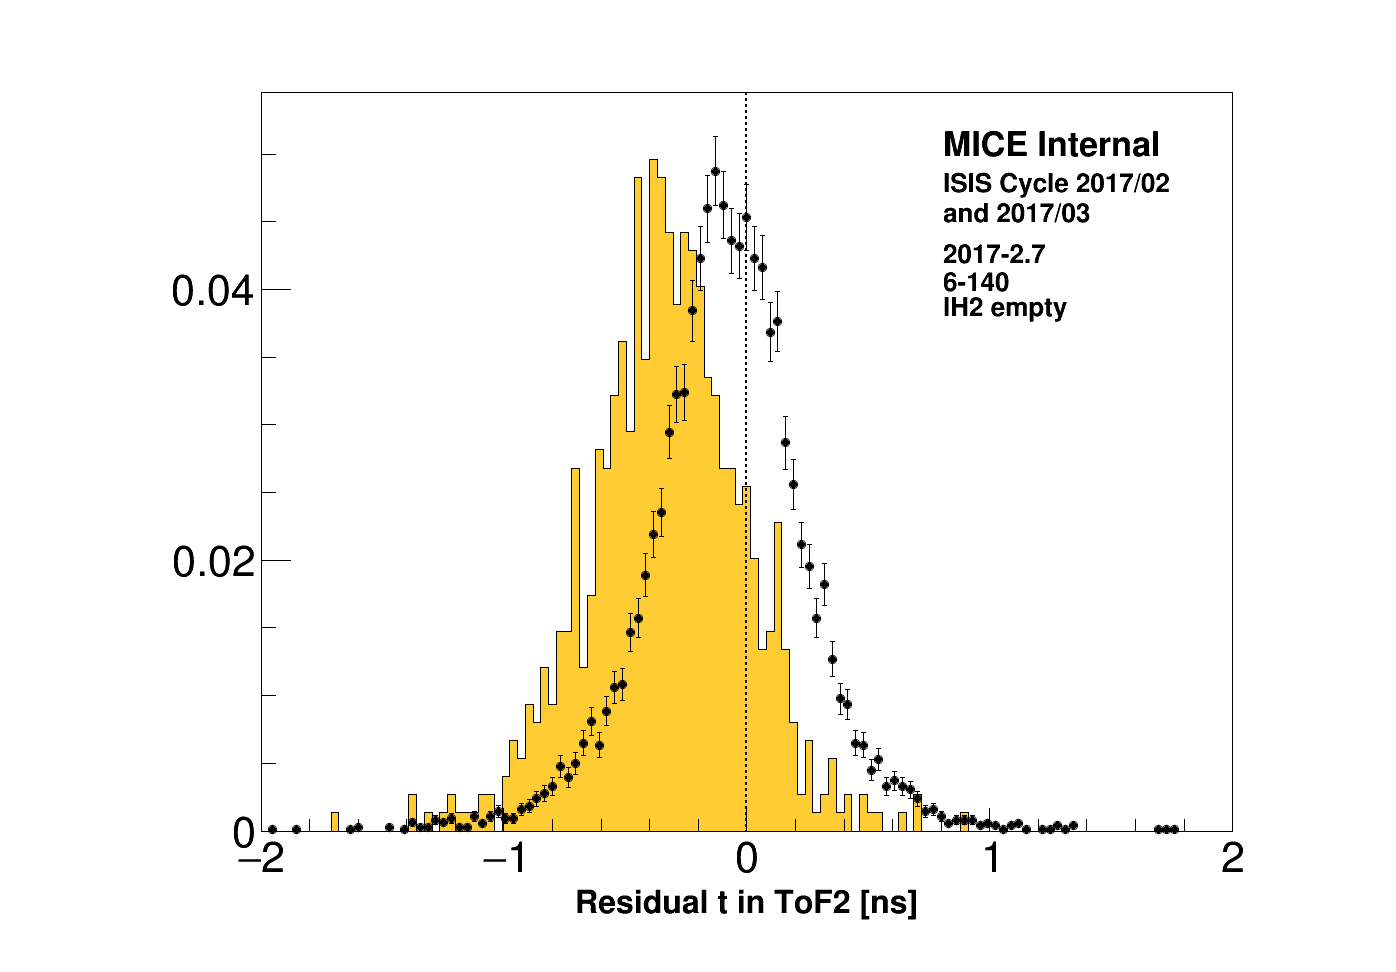 MICE Internal
ISIS Cycle 2017/02
and 2017/03
2017-2.7
6-140
IH2 empty
0.04
0.02
0
−2 −1 0 1 2
Residual t in ToF2 [ns]